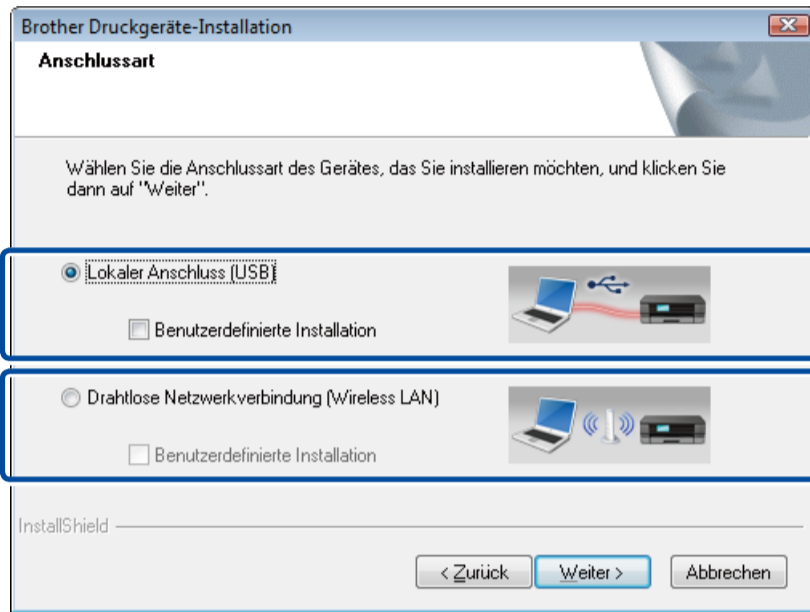 Brother Druckgeräte-Installation
Anschlussart
Wählen Sie die Anschlussart des Gerätes, das Sie installieren möchten, und klicken Sie
dann auf "Weiter".
Lokaler Anschluss (USB)
Benutzerdefinierte Installation
Drahtlose Netzwerkverbindung (Wireless LAN)
Benutzerdefinierte Installation
InstallShield
< Zurück Weiter > Abbrechen